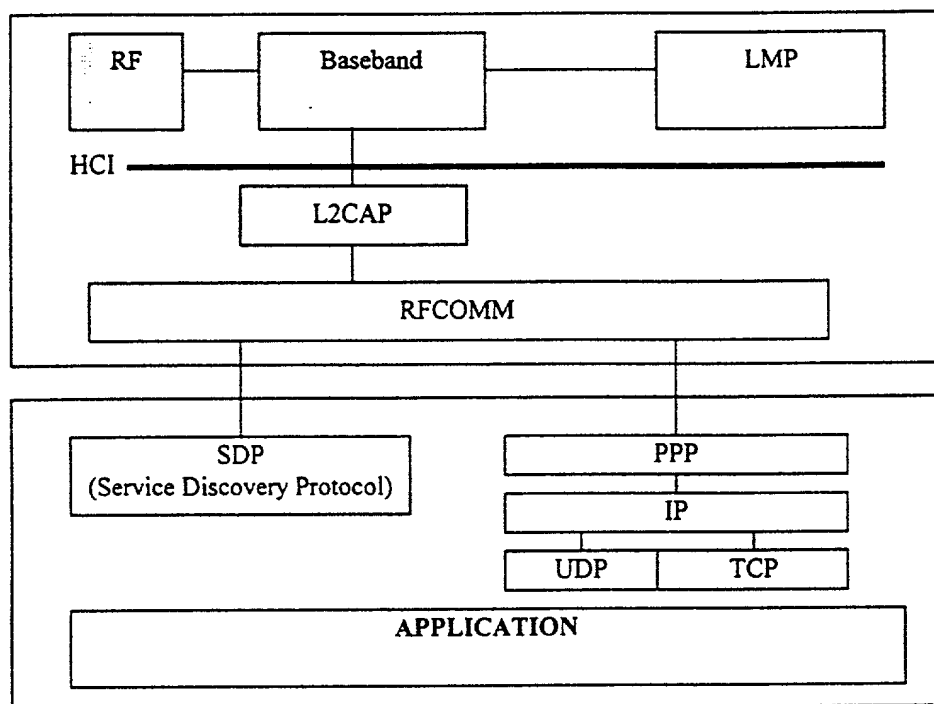 RF
Baseband
LMP
HCI
L2CAP
RFCOMM
SDP
(Service Discovery Protocol)
PPP
IP
UDP
TCP
APPLICATION